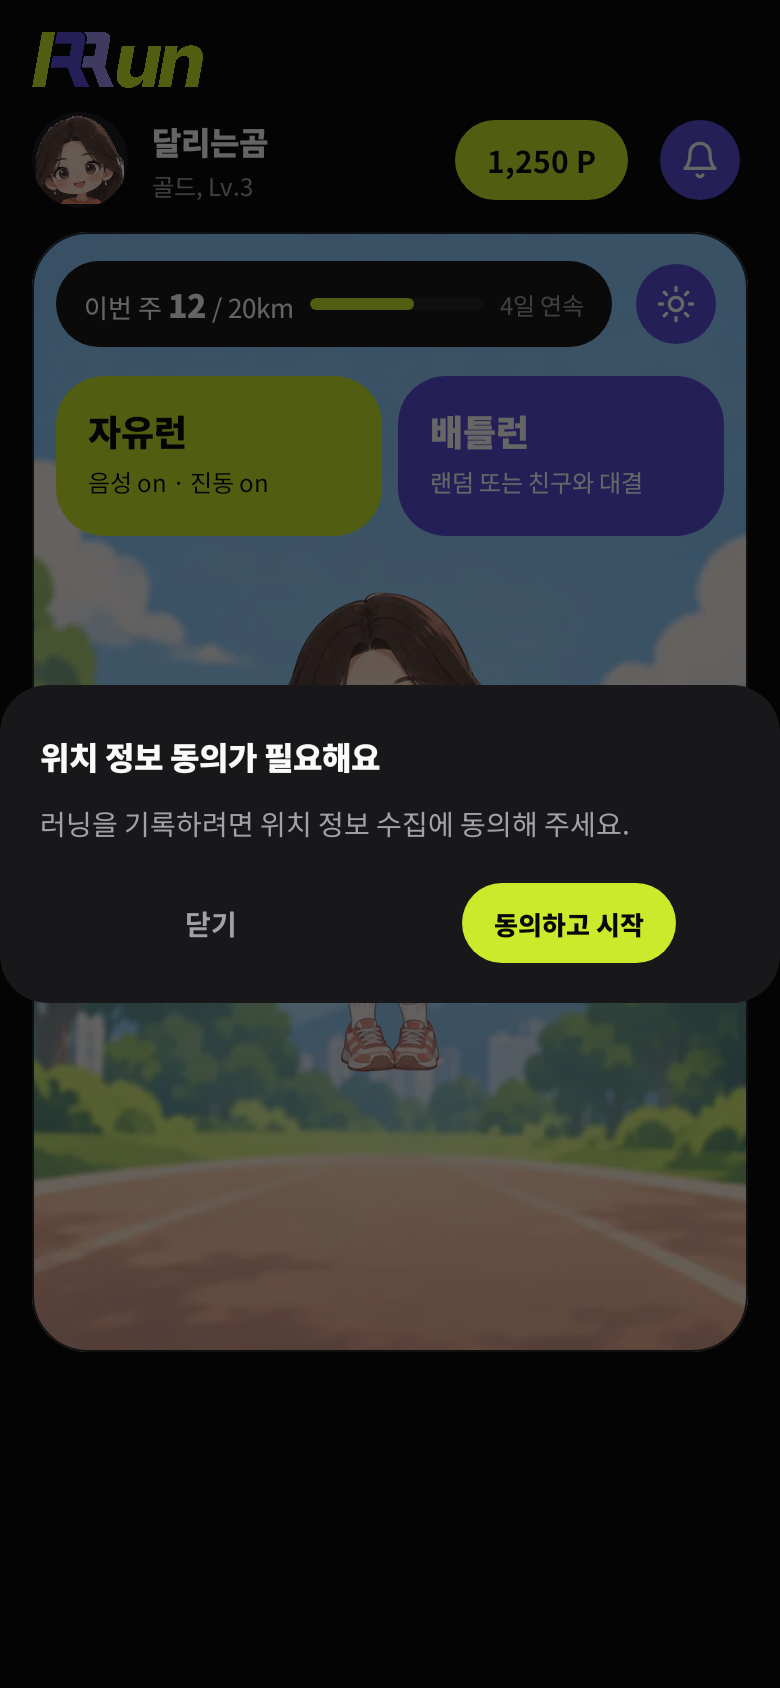 RRun
달리는곰
골드, Lv.3
1,250 P
이번 주 12 / 20km
4일 연속
자유런
음성 on · 진동 on
배틀런
랜덤 또는 친구와 대결
위치 정보 동의가 필요해요
러닝을 기록하려면 위치 정보 수집에 동의해 주세요.
닫기
동의하고 시작